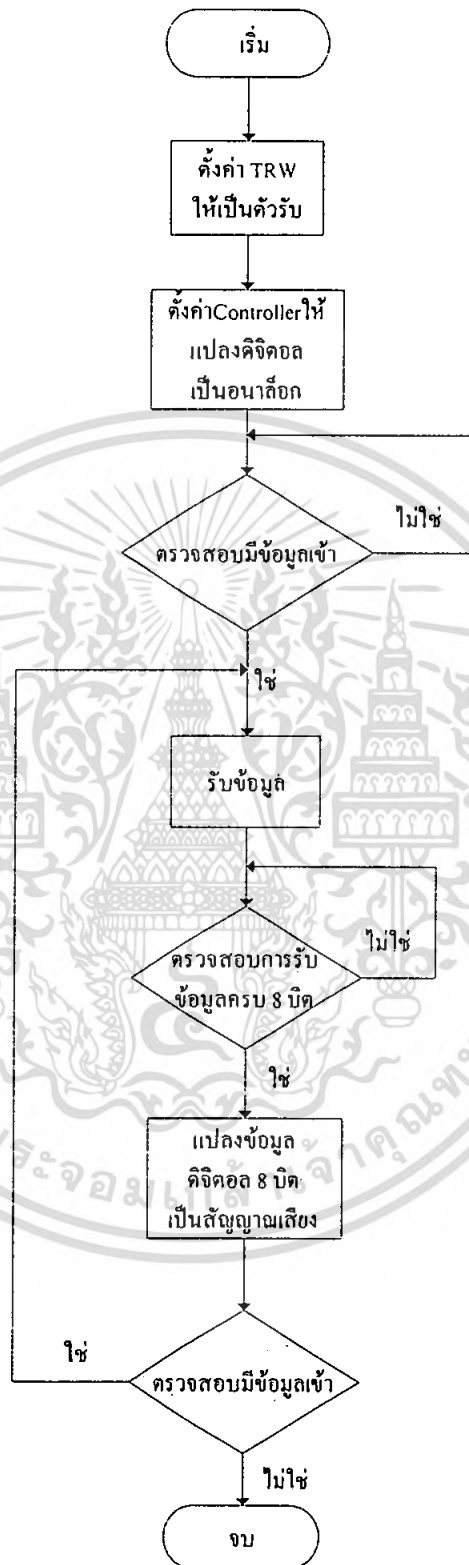 เริ่ม
ตั้งค่า TRW
ให้เป็นตัวรับ
ตั้งค่าControllerให้
แปลงดิจิตอล
เป็นอนาล็อก
ไม่ใช่
ตรวจสอบมีข้อมูลเข้า
ใช่
รับข้อมูล
ไม่ใช่
ตรวจสอบการรับ
ข้อมูลครบ 8 บิต
ใช่
แปลงข้อมูล
ดิจิตอล 8 บิต
เป็นสัญญาณเสียง
ใช่
ตรวจสอบมีข้อมูลเข้า
ไม่ใช่
จบ